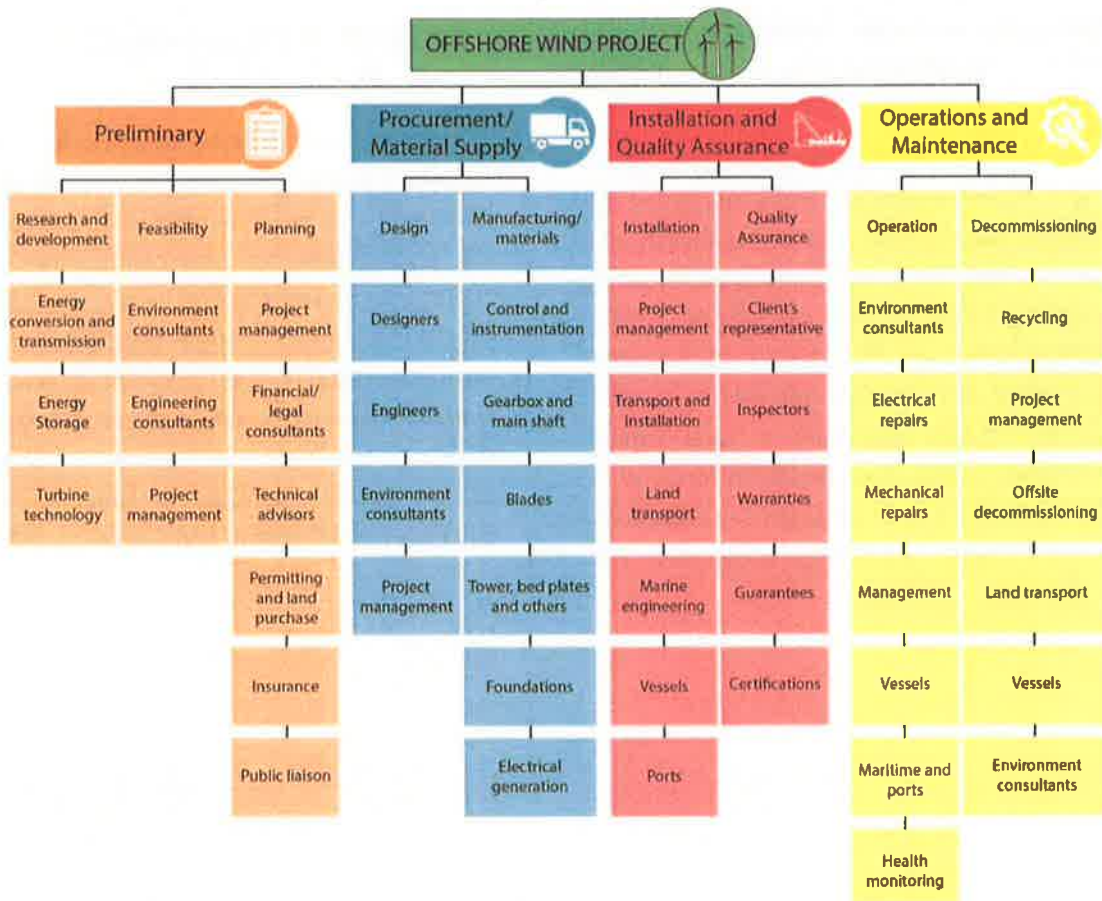 OFFSHORE WIND PROJECT
Preliminary
Procurement/
Material Supply
Installation and
Quality Assurance
Operations and
Maintenance
Research and
development
Energy
conversion and
transmission
Energy
Storage
Turbine
technology
Feasibility
Environment
consultants
Engineering
consultants
Project
management
Planning
Project
management
Financial/
legal
consultants
Technical
advisors
Permitting
and land
purchase
Insurance
Public liaison
Design
Designers
Engineers
Environment
consultants
Project
management
Manufacturing/
materials
Control and
instrumentation
Gearbox and
main shaft
Blades
Tower, bed plates
and others
Foundations
Electrical
generation
Installation
Project
management
Transport and
Installation
Land
transport
Marine
engineering
Vessels
Ports
Quality
Assurance
Client's
representative
Inspectors
Warranties
Guarantees
Certifications
Operation
Environment
consultants
Electrical
repairs
Mechanical
repairs
Management
Vessels
Maritime and
ports
Health
monitoring
Decommissioning
Recycling
Project
management
Offsite
decommissioning
Land transport
Vessels
Environment
consultants